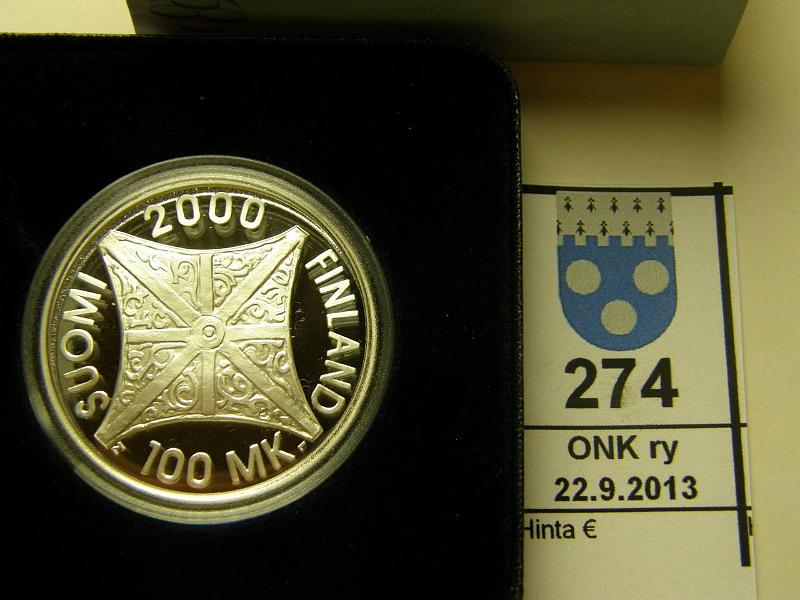 2000
SUOMI
FINLAND
100 MK
274
ONK ry
22.9.2013
Hinta €